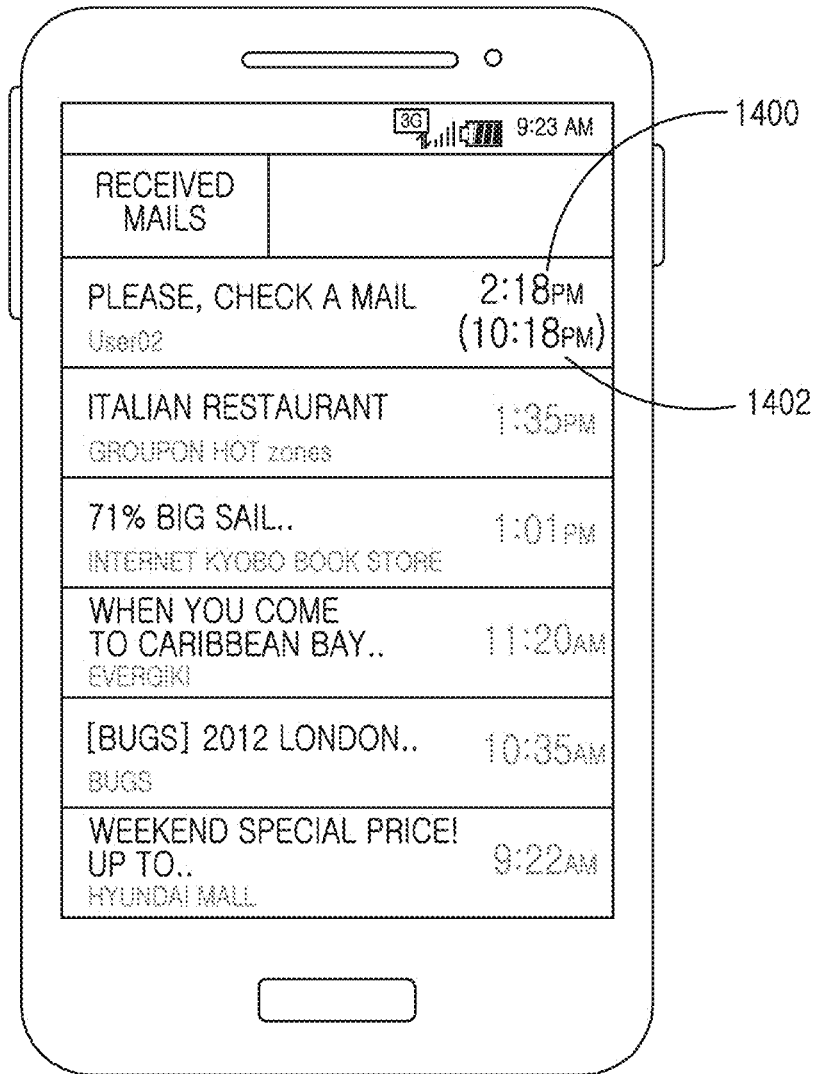 3G 9:23 AM
1400
RECEIVED
MAILS
PLEASE, CHECK A MAIL 2:18PM
User02 (10:18PM)
1402
ITALIAN RESTAURANT 1:35PM
GROUPON HOT zones
71% BIG SAIL.. 1:01PM
INTERNET KYOBO BOOK STORE
WHEN YOU COME
TO CARIBBEAN BAY.. 11:20AM
EVERGIKI
[BUGS] 2012 LONDON.. 10:35AM
BUGS
WEEKEND SPECIAL PRICE!
UP TO.. 9:22AM
HYUNDAI MALL